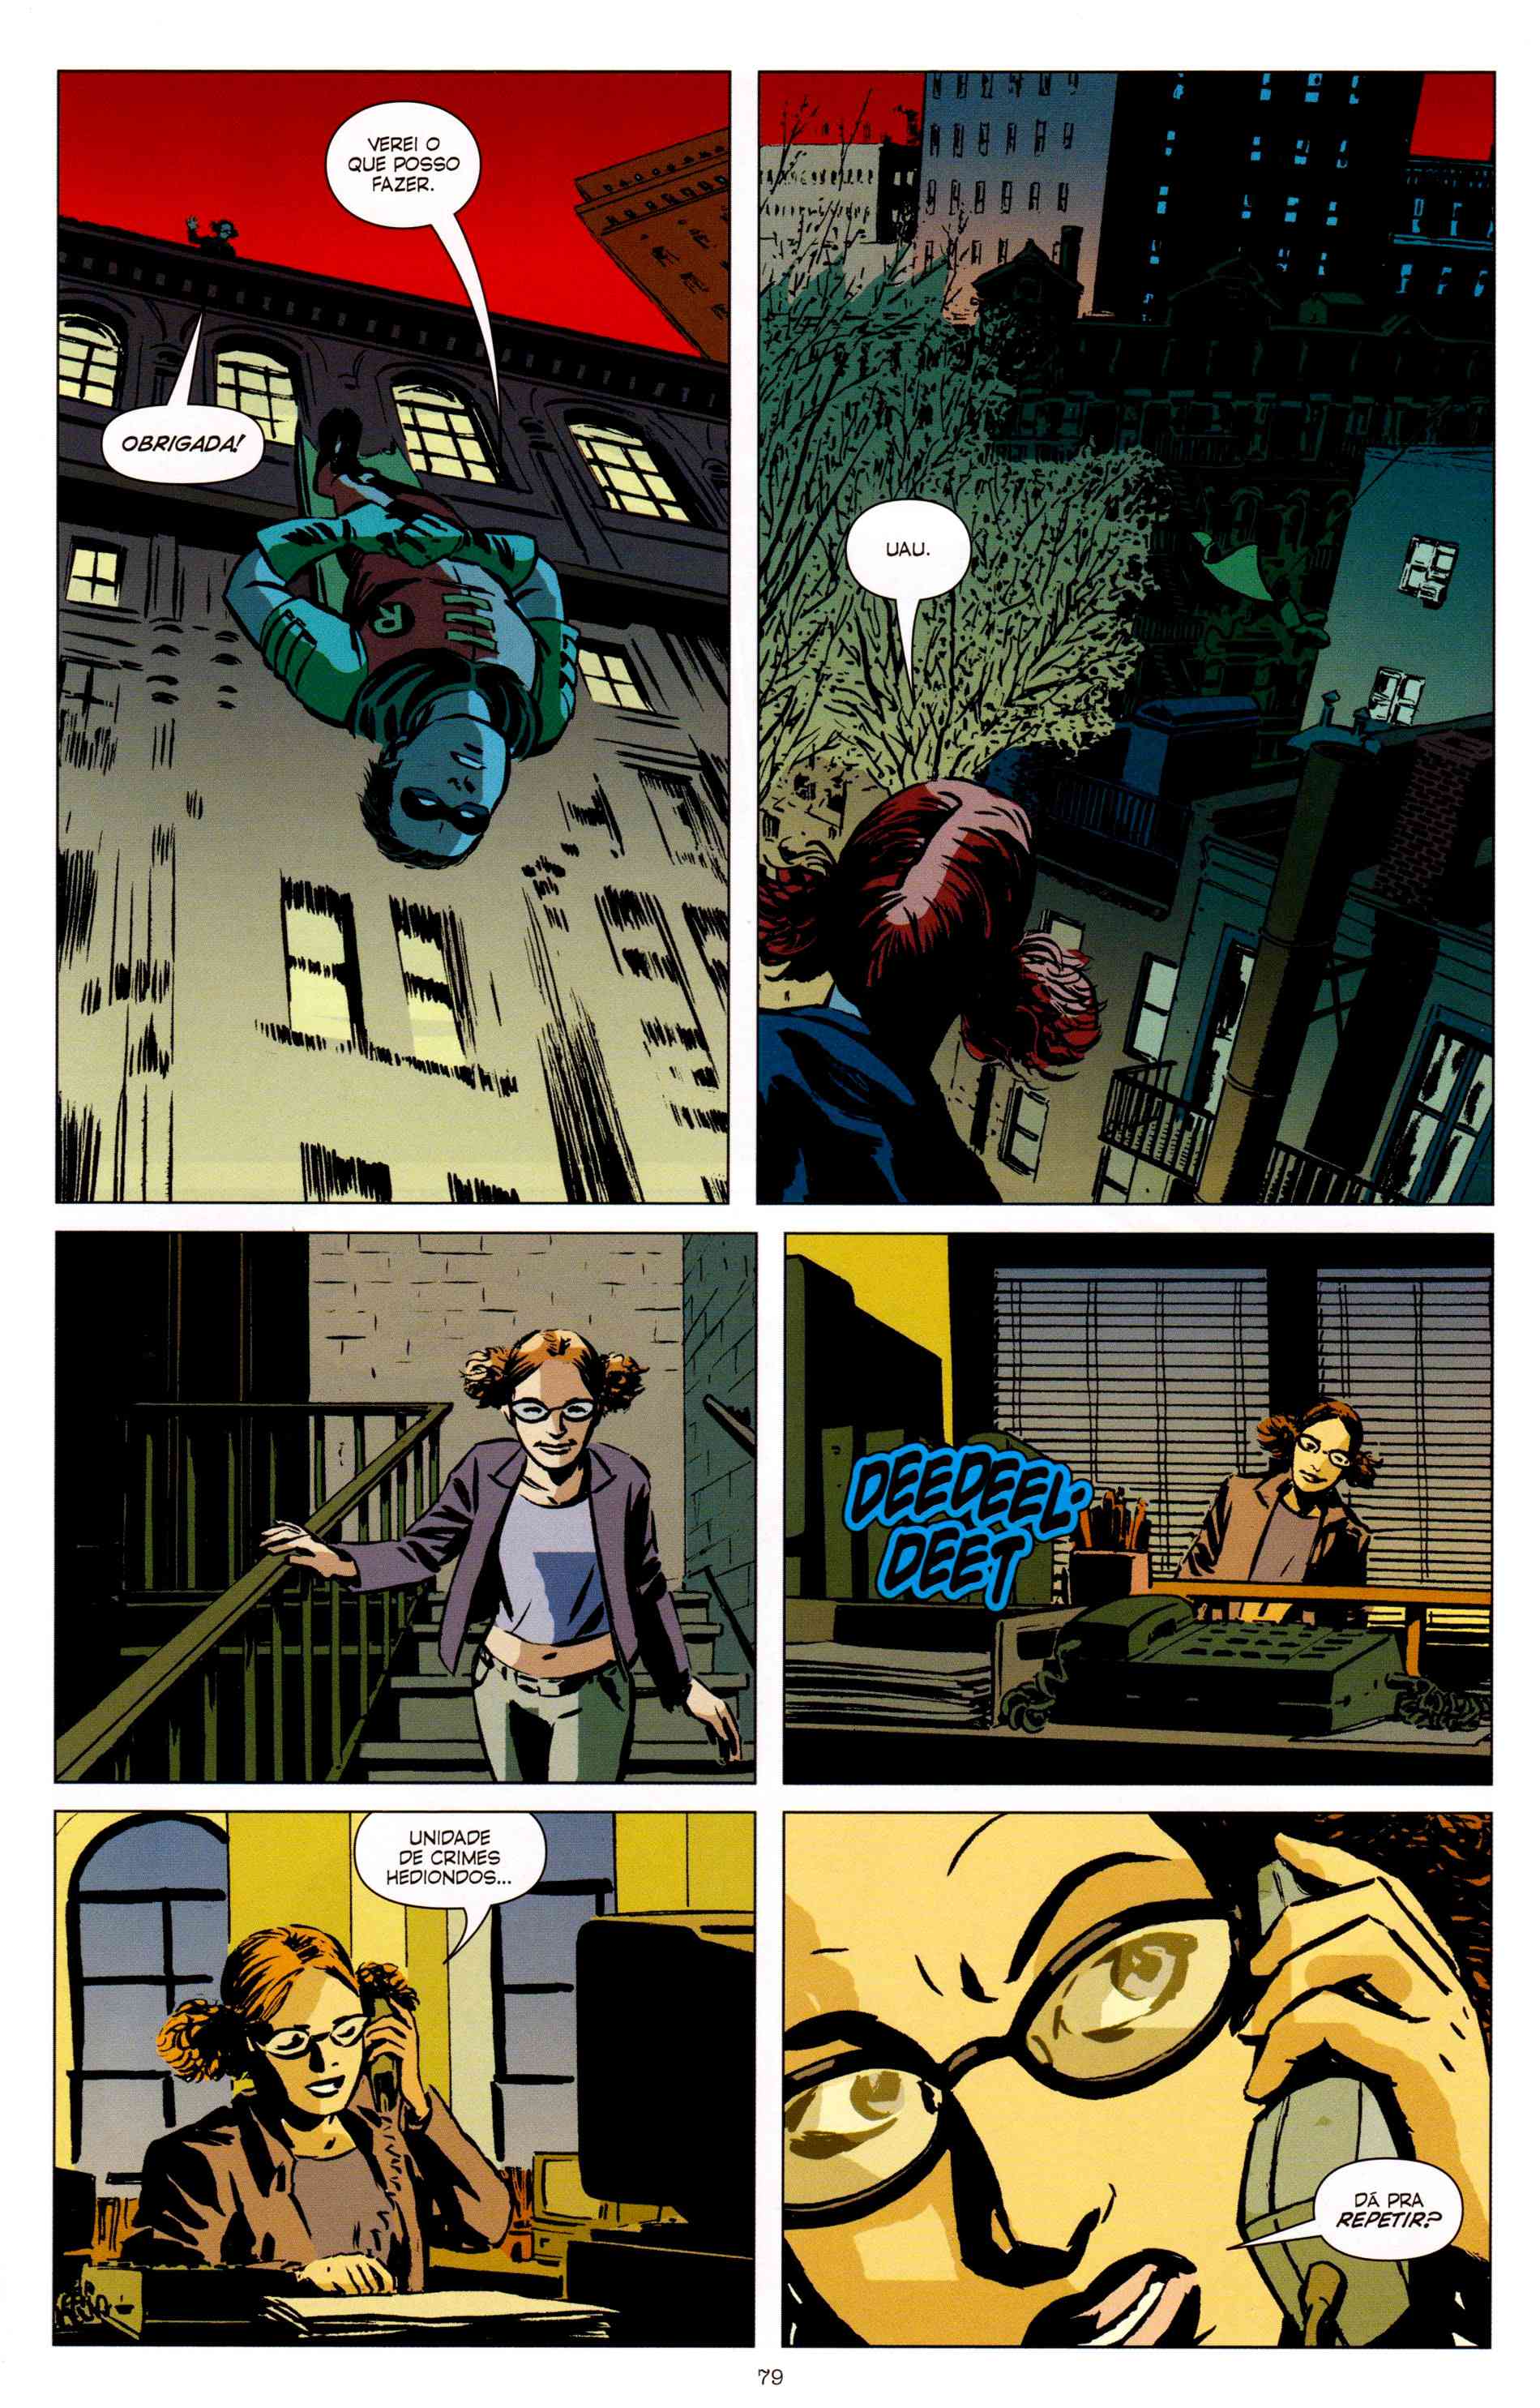 VEREI O
QUE POSSO
FAZER.
OBRIGADA!
R
UAU.
DEEDEEL-
DEET
UNIDADE
DE CRIMES
HEDIONDOS...
DÁ PRA
REPETIR?
79